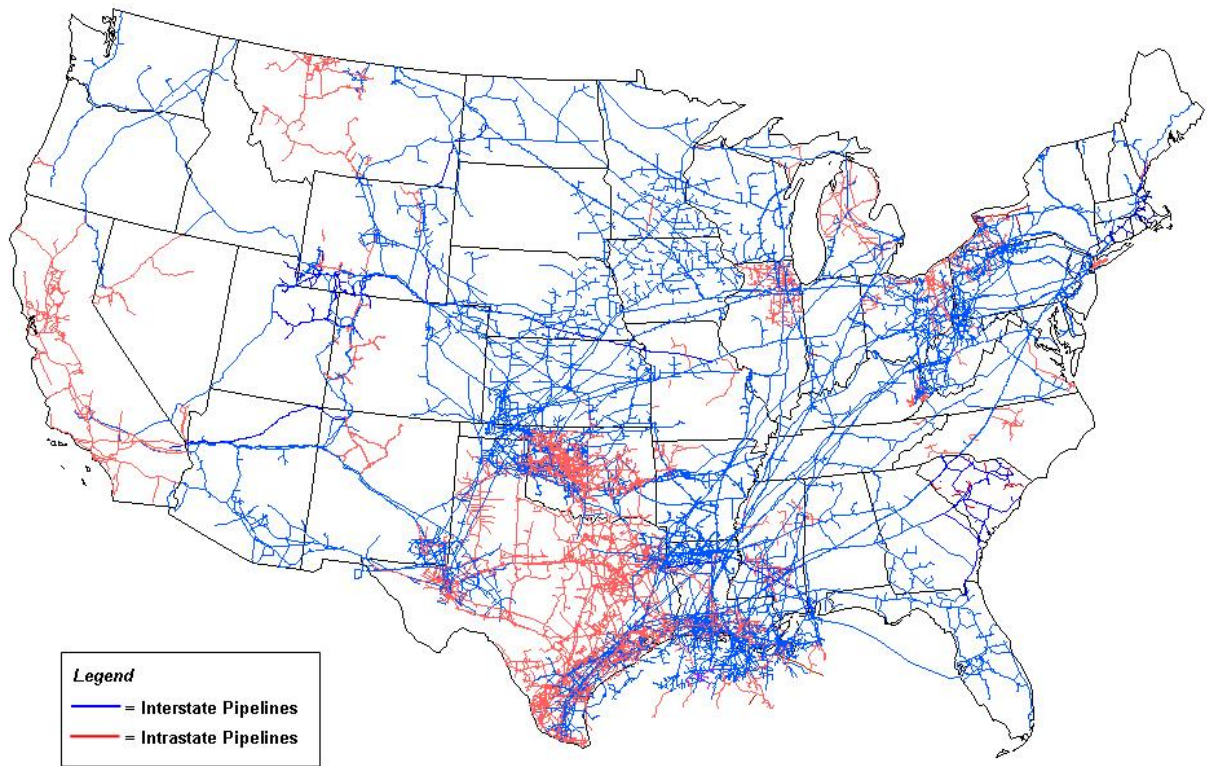 Legend
= Interstate Pipelines
= Intrastate Pipelines